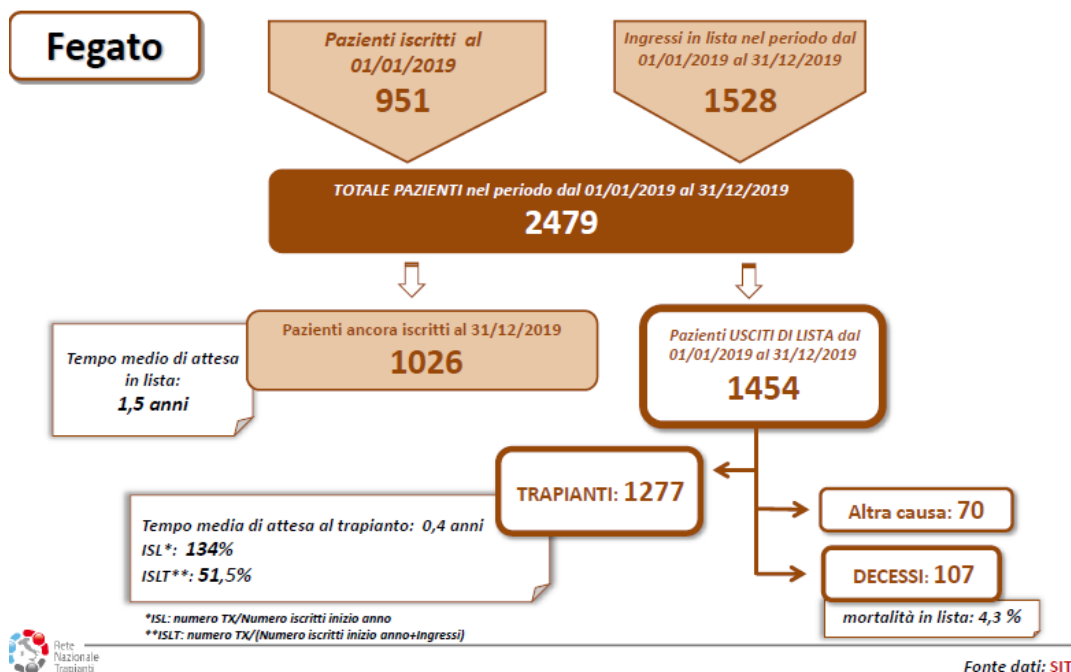 Fegato
Pazienti iscritti al
01/01/2019
951
Ingressi in lista nel periodo dal
01/01/2019 al 31/12/2019
1528
TOTALE PAZIENTI nel periodo dal 01/01/2019 al 31/12/2019
2479
Pazienti ancora iscritti al 31/12/2019
1026
Tempo medio di attesa
in lista:
1,5 anni
Pazienti USCITI DI LISTA dal
01/01/2019 al 31/12/2019
1454
TRAPIANTI: 1277
Tempo media di attesa al trapianto: 0,4 anni
ISL*: 134%
ISLT**: 51,5%
Altra causa: 70
DECESSI: 107
mortalità in lista: 4,3 %
*ISL: numero TX/Numero iscritti inizio anno
**ISLT: numero TX/(Numero iscritti inizio anno+Ingressi)
Rete
Nazionale
Trapianti
Fonte dati: SIT